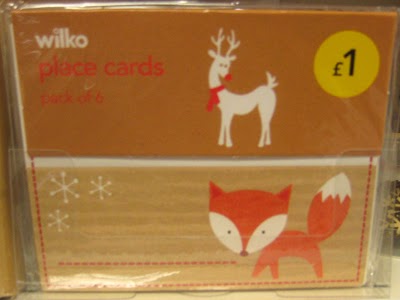 wilko
place cards
pack of 6
£1